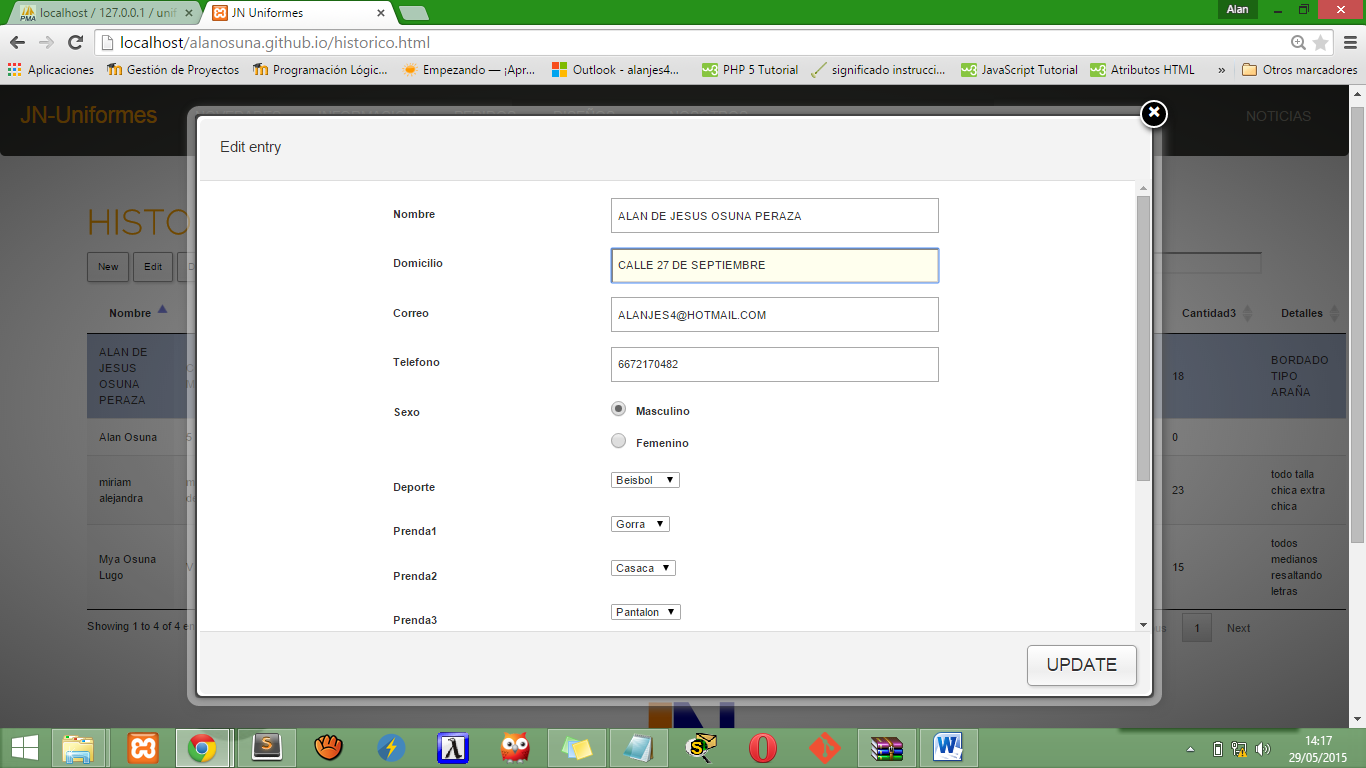 localhost / 127.0.0.1 / unif
JN Uniformes
Alan
localhost/alanosuna.github.io/historico.html
Aplicaciones
Gestión de Proyectos
Programación Lógic...
Empezando — ¡Apr...
Outlook - alanjes4...
PHP 5 Tutorial
significado instrucci...
JavaScript Tutorial
Atributos HTML
»
Otros marcadores
JN-Uniformes
NOTICIAS
Edit entry
HISTO
New
Edit
Nombre
Cantidad3
Detalles
ALAN DE
JESUS
OSUNA
PERAZA
18
BORDADO
TIPO
ARAÑA
Alan Osuna
5
0
miriam
alejandra
23
todo talla
chica extra
chica
Mya Osuna
Lugo
15
todos
medianos
resaltando
letras
Showing 1 to 4 of 4 en
1
Next
Nombre
ALAN DE JESUS OSUNA PERAZA
Domicilio
CALLE 27 DE SEPTIEMBRE
Correo
ALANJES4@HOTMAIL.COM
Telefono
6672170482
Sexo
Masculino
Femenino
Deporte
Beisbol
Prenda1
Gorra
Prenda2
Casaca
Prenda3
Pantalon
UPDATE
14:17
29/05/2015